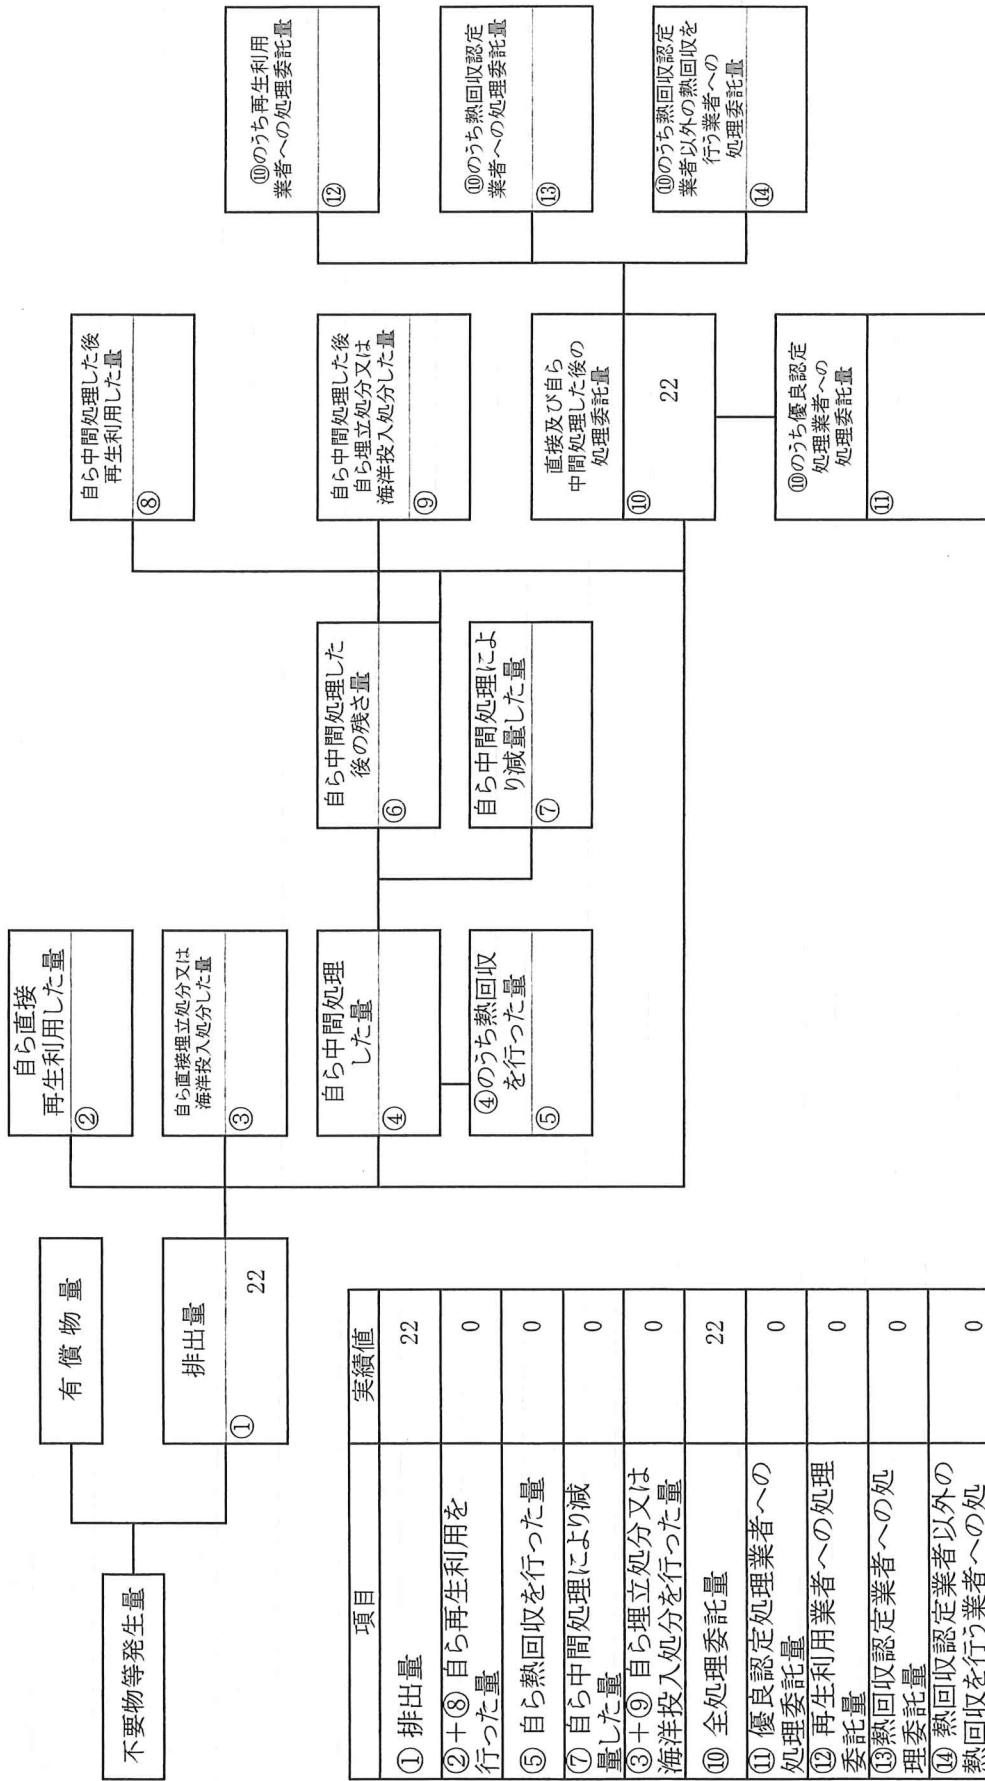 不要物等発生量
有償物量
排出量
①
22
自ら直接
再生利用した量
②
自ら直接埋立処分又は
海洋投入処分した量
③
自ら中間処理
した量
④
④のうち熱回収
を行った量
⑤
自ら中間処理した
後の残さ量
⑥
自ら中間処理によ
り減量した量
⑦
自ら中間処理した後
再生利用した量
⑧
自ら中間処理した後
自ら埋立処分又は
海洋投入処分した量
⑨
直接及び自ら
中間処理した後の
処理委託量
⑩
22
⑩のうち優良認定
処理業者への
処理委託量
⑪
⑩のうち再生利用
業者への処理委託量
⑫
⑩のうち熱回収認定
業者への処理委託量
⑬
⑩のうち熱回収認定
業者以外の熱回収を
行う業者への
処理委託量
⑭
項目 実績値
①排出量 22
②+⑧ 自ら再生利用を
行った量 0
⑤ 自ら熱回収を行った量 0
⑦ 自ら中間処理により減
量した量 0
③+⑨ 自ら埋立処分又は
海洋投入処分を行った量 0
⑩ 全処理委託量 22
⑪ 優良認定処理業者への
処理委託量 0
⑫ 再生利用業者への処理
委託量 0
⑬熱回収認定業者への処
理委託量 0
⑭ 熱回収認定業者以外の
熱回収を行う業者への処 0